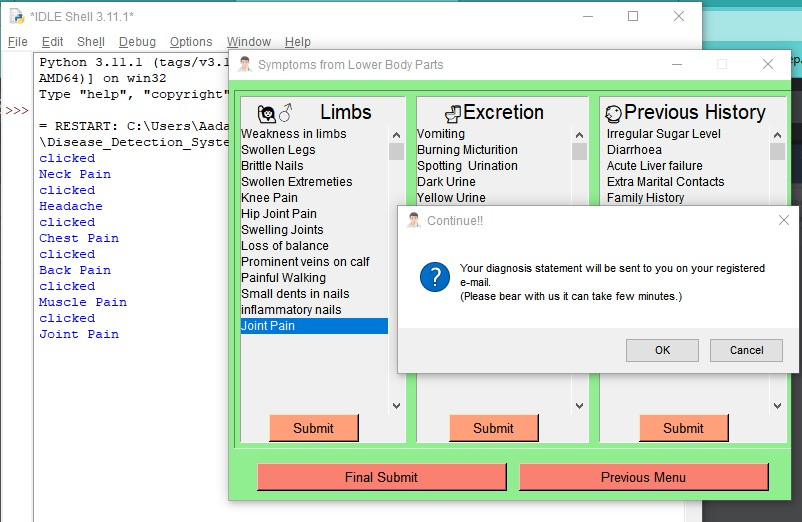 *IDLE Shell 3.11.1*
File Edit Shell Debug Options Window Help
Python 3.11.1 (tags/v3.1
AMD64)] on win32
Type "help", "copyright"
>>>
= RESTART: C:\Users\Aada
\Disease_Detection_Syste
clicked
Neck Pain
clicked
Headache
clicked
Chest Pain
clicked
Back Pain
clicked
Muscle Pain
clicked
Joint Pain
Symptoms from Lower Body Parts
Limbs
Weakness in limbs
Swollen Legs
Brittle Nails
Swollen Extremeties
Knee Pain
Hip Joint Pain
Swelling Joints
Loss of balance
Prominent veins on calf
Painful Walking
Small dents in nails
inflammatory nails
Joint Pain
Submit
Excretion
Vomiting
Burning Micturition
Spotting Urination
Dark Urine
Yellow Urine
Submit
Previous History
Irregular Sugar Level
Diarrhoea
Acute Liver failure
Extra Marital Contacts
Family History
Submit
Final Submit
Previous Menu
Continue!!
Your diagnosis statement will be sent to you on your registered
e-mail.
(Please bear with us it can take few minutes.)
OK
Cancel